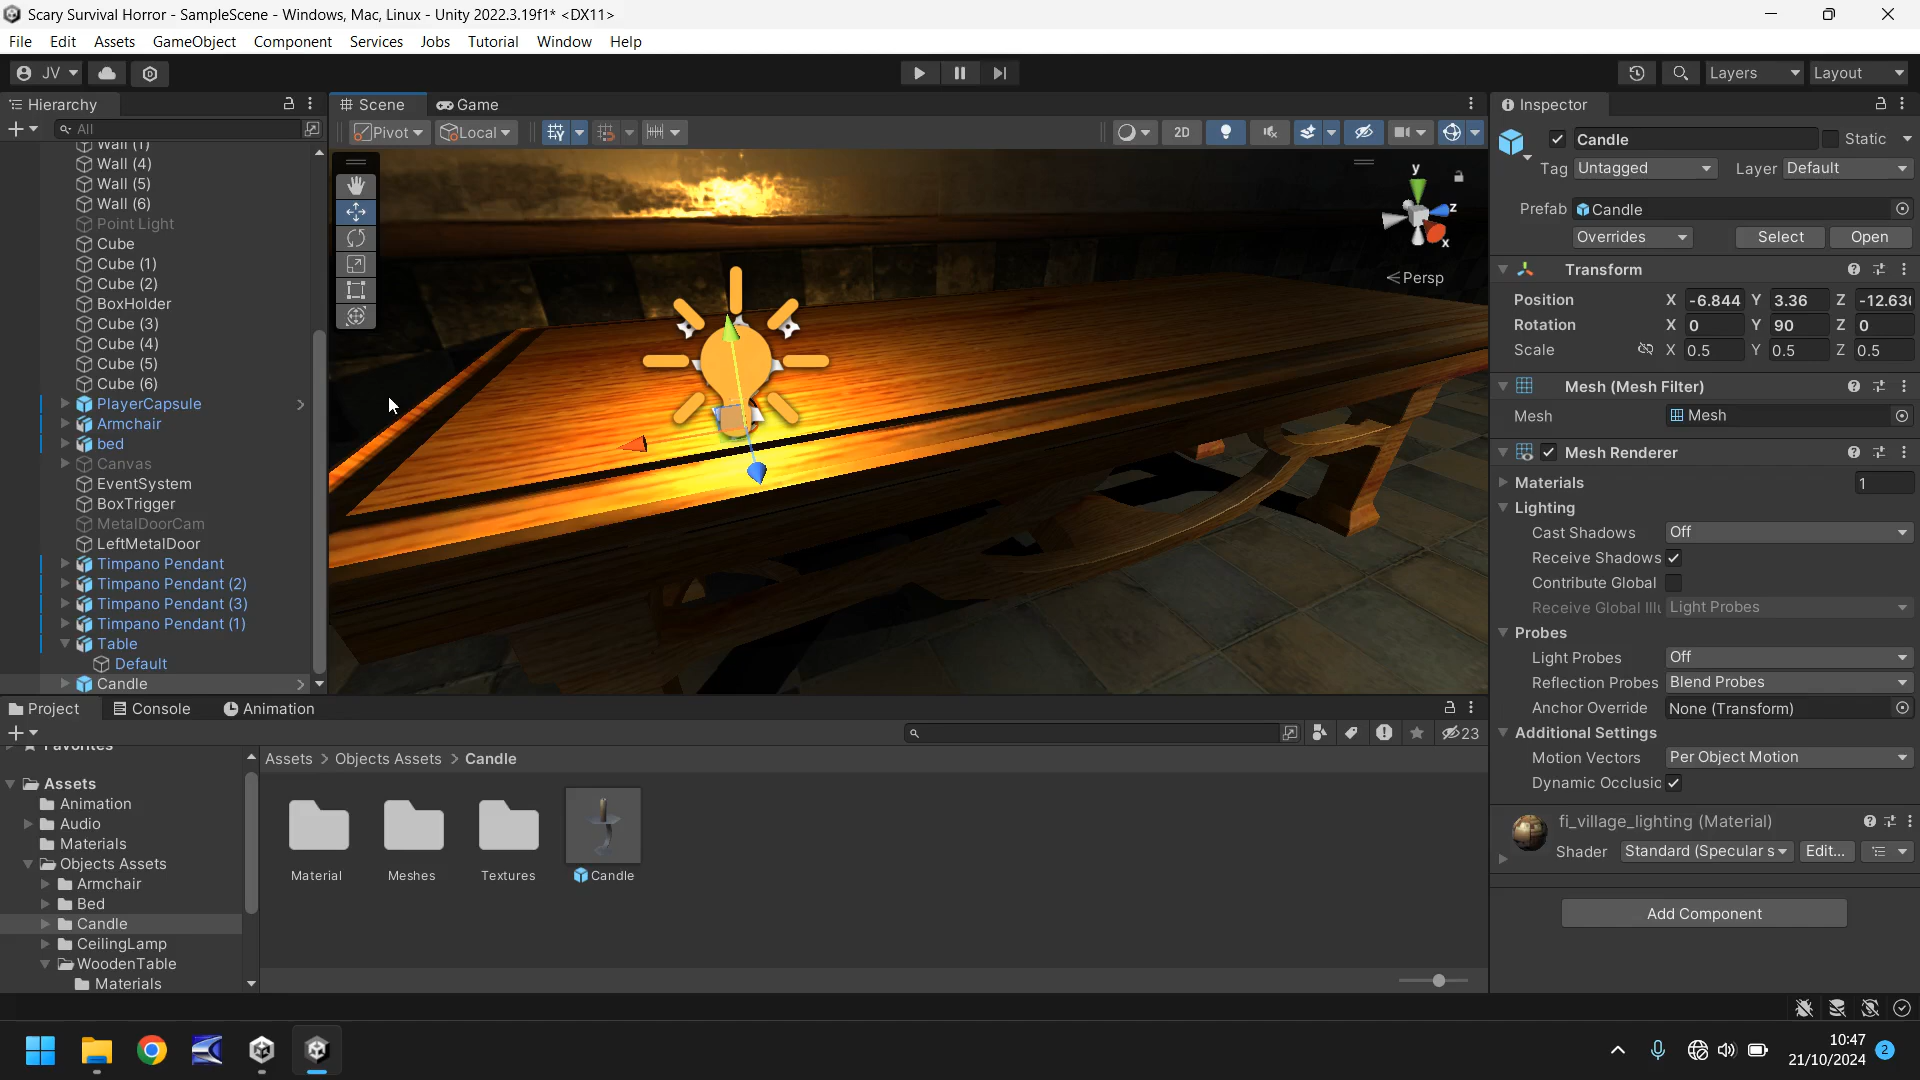 Scary Survival Horror - SampleScene - Windows, Mac, Linux - Unity 2022.3.19f1* <DX11>
File Edit Assets GameObject Component Services Jobs Tutorial Window Help
JV Layers Layout
Hierarchy
All
Wall (1)
Wall (4)
Wall (5)
Wall (6)
Point Light
Cube
Cube (1)
Cube (2)
BoxHolder
Cube (3)
Cube (4)
Cube (5)
Cube (6)
PlayerCapsule
Armchair
bed
Canvas
EventSystem
BoxTrigger
MetalDoorCam
LeftMetalDoor
Timpano Pendant
Timpano Pendant (2)
Timpano Pendant (3)
Timpano Pendant (1)
Table
Default
Candle
Scene Game
Pivot Local 2D
y
z
x
Persp
Inspector
Candle Static
Tag Untagged Layer Default
Prefab Candle
Overrides Select Open
Transform
Position X -6.844 Y 3.36 Z
Rotation X 0 Y 90 Z 0
Scale X 0.5 Y 0.5 Z 0.5
Mesh (Mesh Filter)
Mesh Mesh
Mesh Renderer
Materials 1
Lighting
Cast Shadows Off
Receive Shadows
Contribute Global
Receive Global Light Probes
Probes
Light Probes Off
Reflection Probes Blend Probes
Anchor Override None (Transform)
Additional Settings
Motion Vectors Per Object Motion
Dynamic Occlusic
fi_village_lighting (Material)
Shader Standard (Specular s Edit...
Add Component
Project Console Animation
23
Favorites
Assets
Animation
Audio
Materials
Objects Assets
Armchair
Bed
Candle
CeilingLamp
WoodenTable
Materials
Assets > Objects Assets > Candle
Material Meshes Textures Candle
10:47
21/10/2024 2